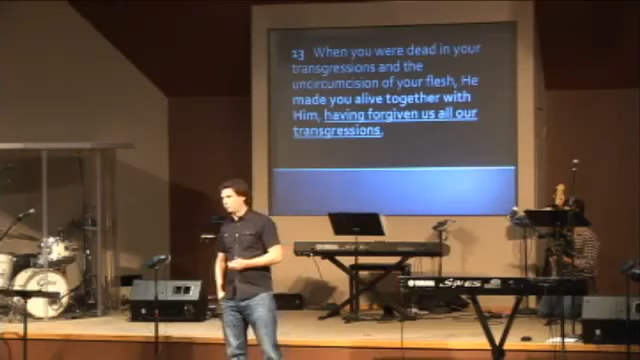 13 When you were dead in your
transgressions and the
uncircumcision of your flesh, He
made you alive together with
Him, having forgiven us all our
transgressions.
YAMAHA